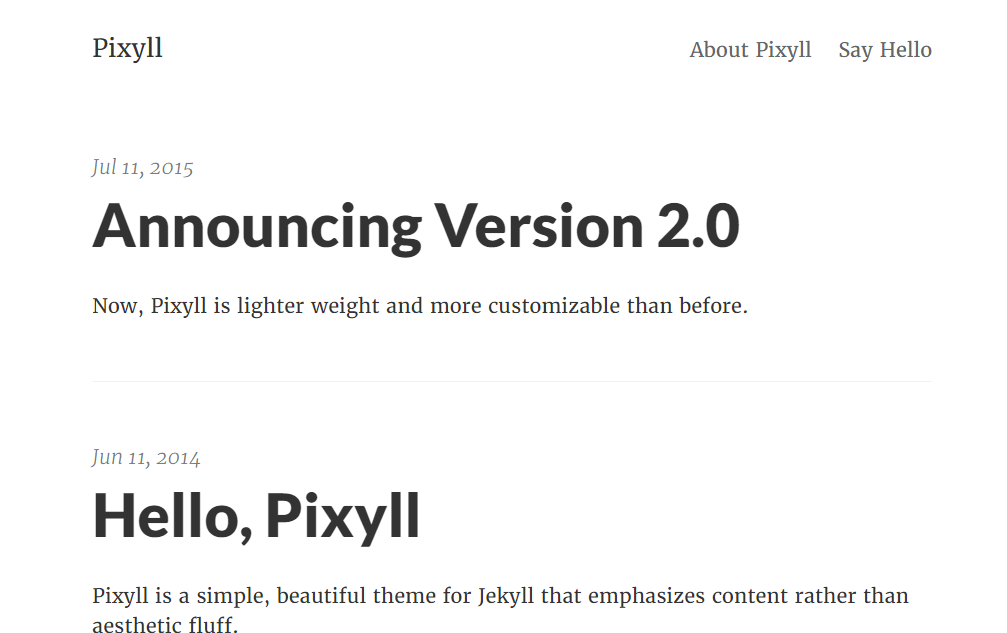 Pixyll
About Pixyll Say Hello
Jul 11, 2015
Announcing Version 2.0
Now, Pixyll is lighter weight and more customizable than before.
Jun 11, 2014
Hello, Pixyll
Pixyll is a simple, beautiful theme for Jekyll that emphasizes content rather than
aesthetic fluff.